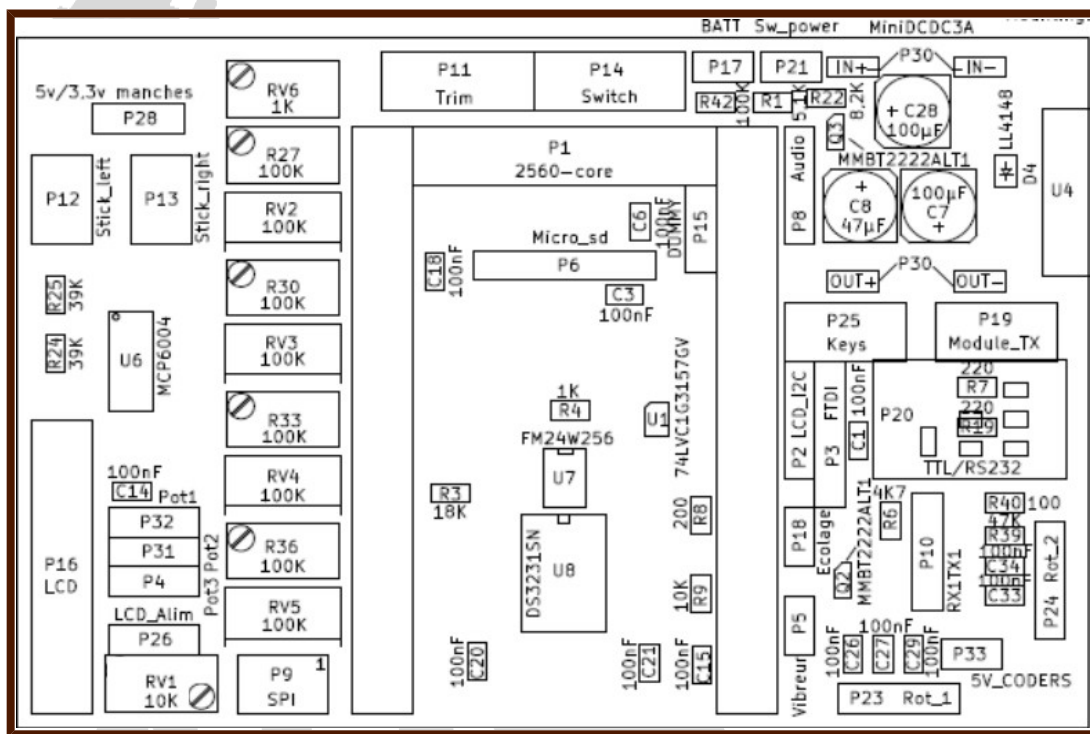 BATT Sw_power MiniDCDC3A
P11
Trim
P14
Switch
P17
P21
IN+
P30
IN-
RV6
1K
5v/3.3v manches
P28
R42
100K
R1
5.1K
R22
8.2K
C28
100µF
LL4148
D4
U4
R27
100K
P1
2560-core
Audio
P8
Q3
MMBT2222ALT1
P12
Stick_left
P13
Stick_right
RV2
100K
C6
100nF
DUMMY
P15
C8
47µF
100µF
C7
Micro_sd
P6
C18
100nF
C3
100nF
R30
100K
P30
OUT+
OUT-
R25
39K
R24
39K
U6
MCP6004
RV3
100K
P25
Keys
P19
Module_TX
1K
R4
U1
74LVC1G3157GV
LCD_I2C
P2
FTDI
P3
100nF
C1
P20
220
R7
220
R19
TTL/RS232
R33
100K
FM24W256
U7
RV4
100K
R3
18K
200
R8
P16
LCD
100nF
C14
Pot1
P32
P31
Pot2
P4
Pot3
R36
100K
DS3231SN
U8
P18
Ecolage
MMBT2222ALT1
Q2
4K7
R6
P10
RX1TX1
R40
100
47K
R39
100nF
C34
100nF
C33
Rot_2
P24
10K
R9
LCD_Alim
P26
RV5
100K
P5
Vibreur
RV1
10K
P9
SPI
1
100nF
C20
100nF
C21
100nF
C15
100nF
C26
100nF
C27
C29
100nF
P33
5V_CODERS
P23 Rot_1